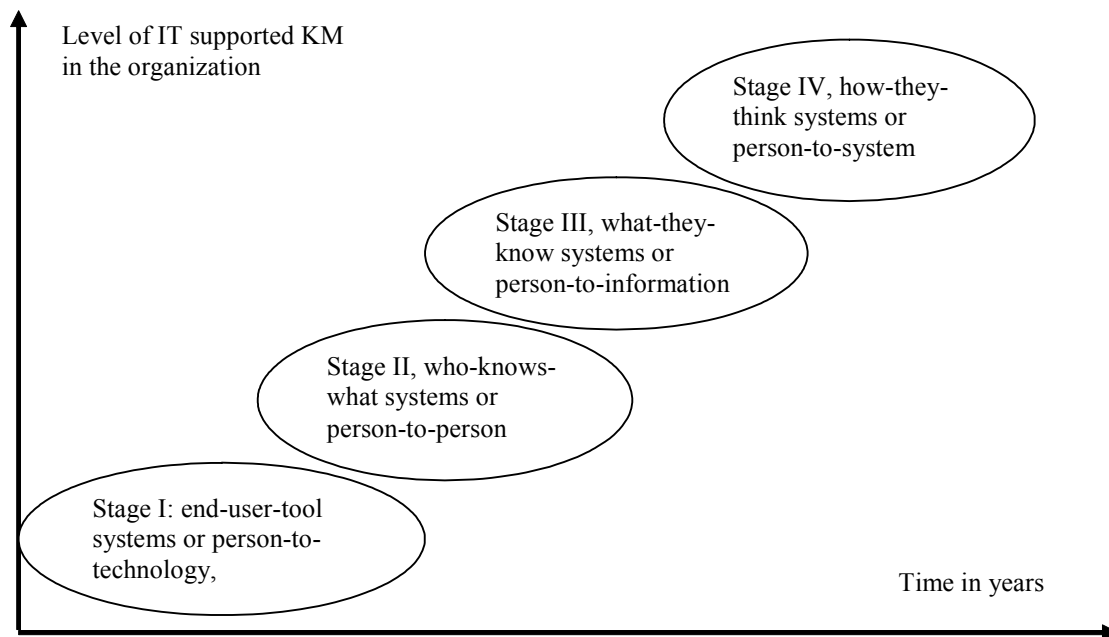 Level of IT supported KM
in the organization
Stage IV, how-they-
think systems or
person-to-system
Stage III, what-they-
know systems or
person-to-information
Stage II, who-knows-
what systems or
person-to-person
Stage I: end-user-tool
systems or person-to-
technology,
Time in years